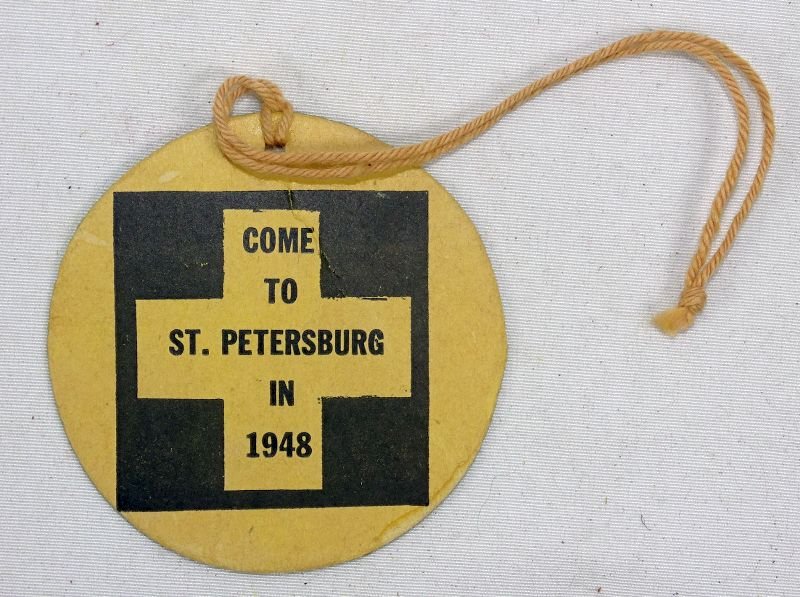 COME
TO
ST. PETERSBURG
IN
1948